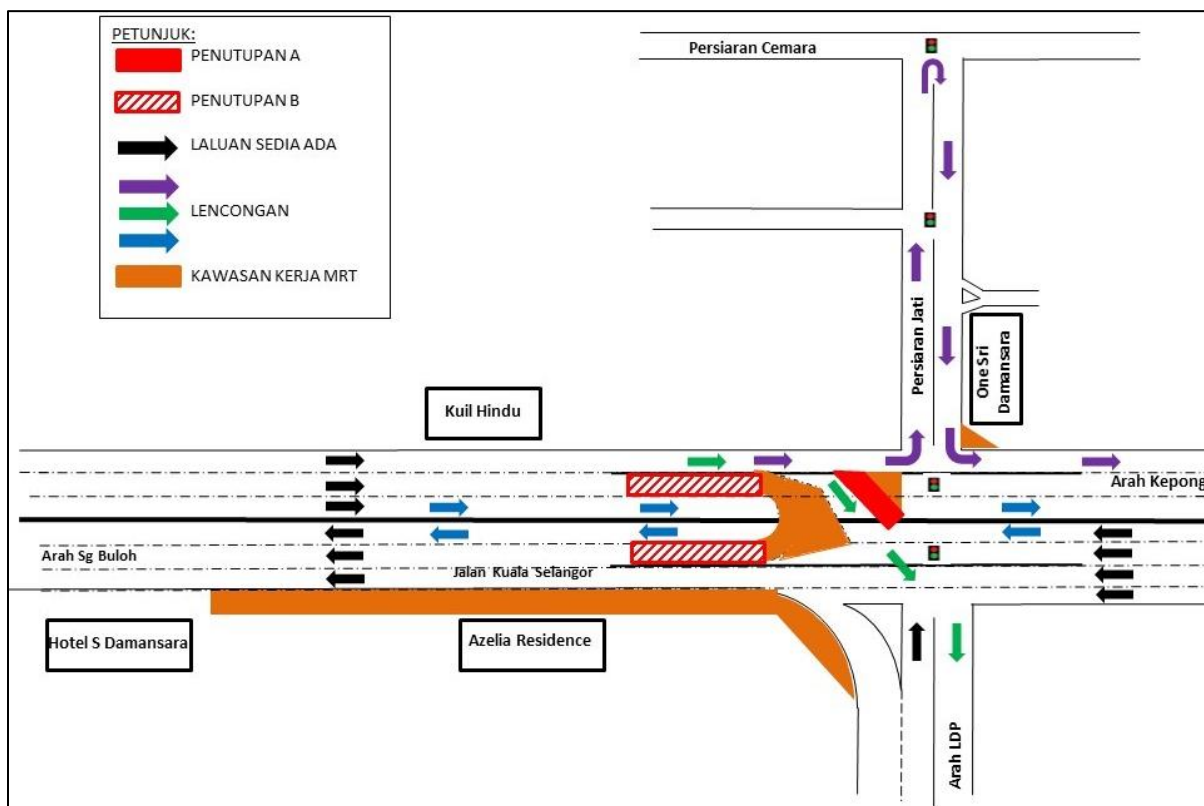 PETUNJUK:
PENUTUPAN A
PENUTUPAN B
LALUAN SEDIA ADA
LENCONGAN
KAWASAN KERJA MRT
Persiaran Cemara
Persiaran Jati
One Sri
Damansara
Kuil Hindu
Arah Kepong
Arah Sg Buloh
Jalan Kuala Selangor
Hotel S Damansara
Azelia Residence
Arah LDP